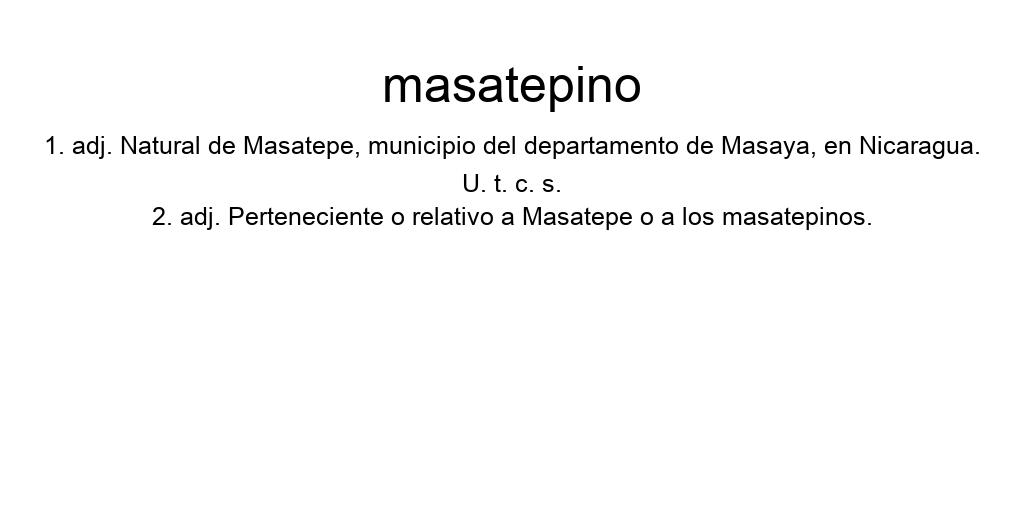 masatepino
1. adj. Natural de Masatepe, municipio del departamento de Masaya, en Nicaragua.
U. t. c. s.
2. adj. Perteneciente o relativo a Masatepe o a los masatepinos.